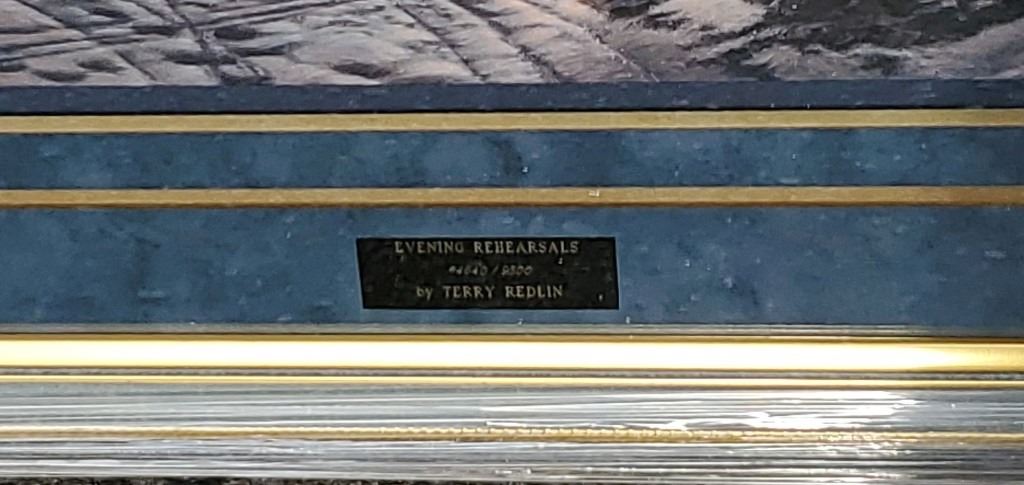 EVENING REHEARSALS
by TERRY REDLIN